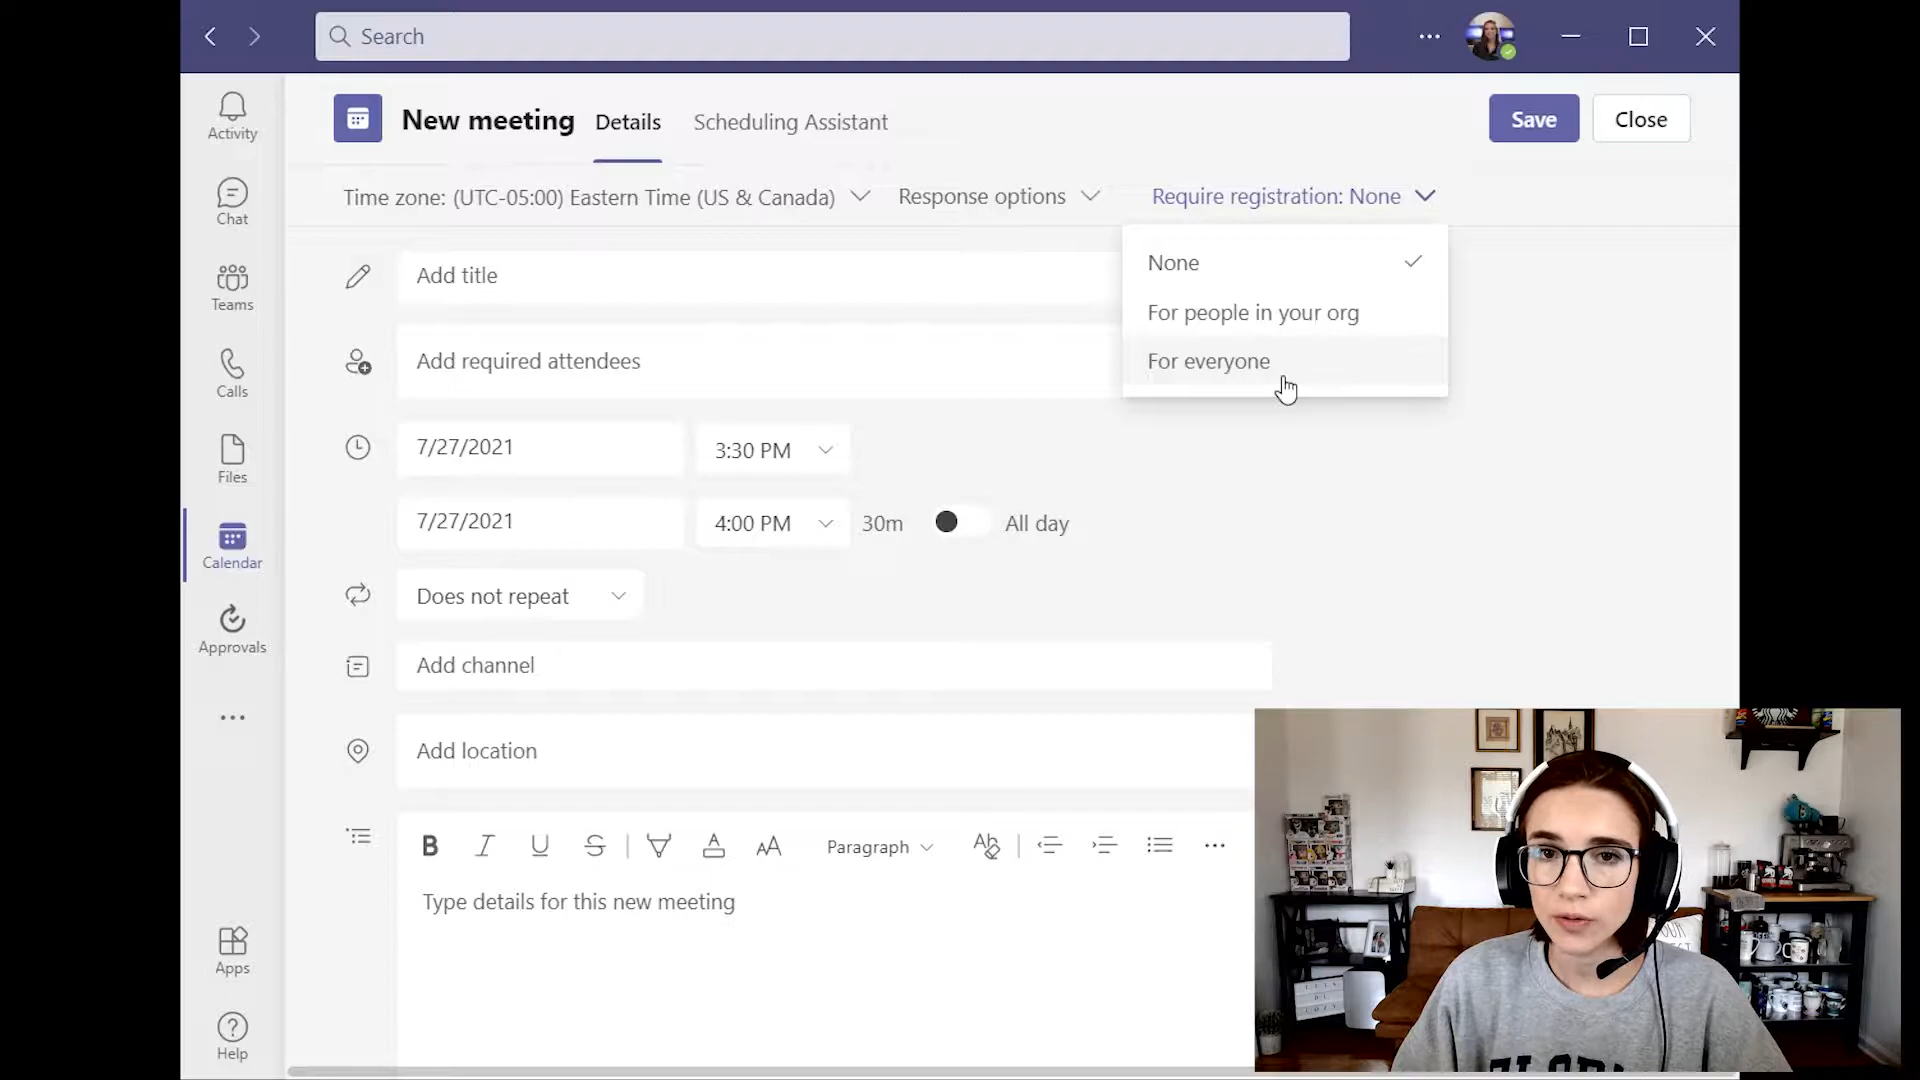 Search
Activity
Chat
Teams
Calls
Files
Calendar
Approvals
Apps
Help
New meeting
Details
Scheduling Assistant
Save
Close
Time zone: (UTC-05:00) Eastern Time (US & Canada)
Response options
Require registration: None
None
For people in your org
For everyone
Add title
Add required attendees
7/27/2021
3:30 PM
7/27/2021
4:00 PM
30m
All day
Does not repeat
Add channel
Add location
Paragraph
Type details for this new meeting